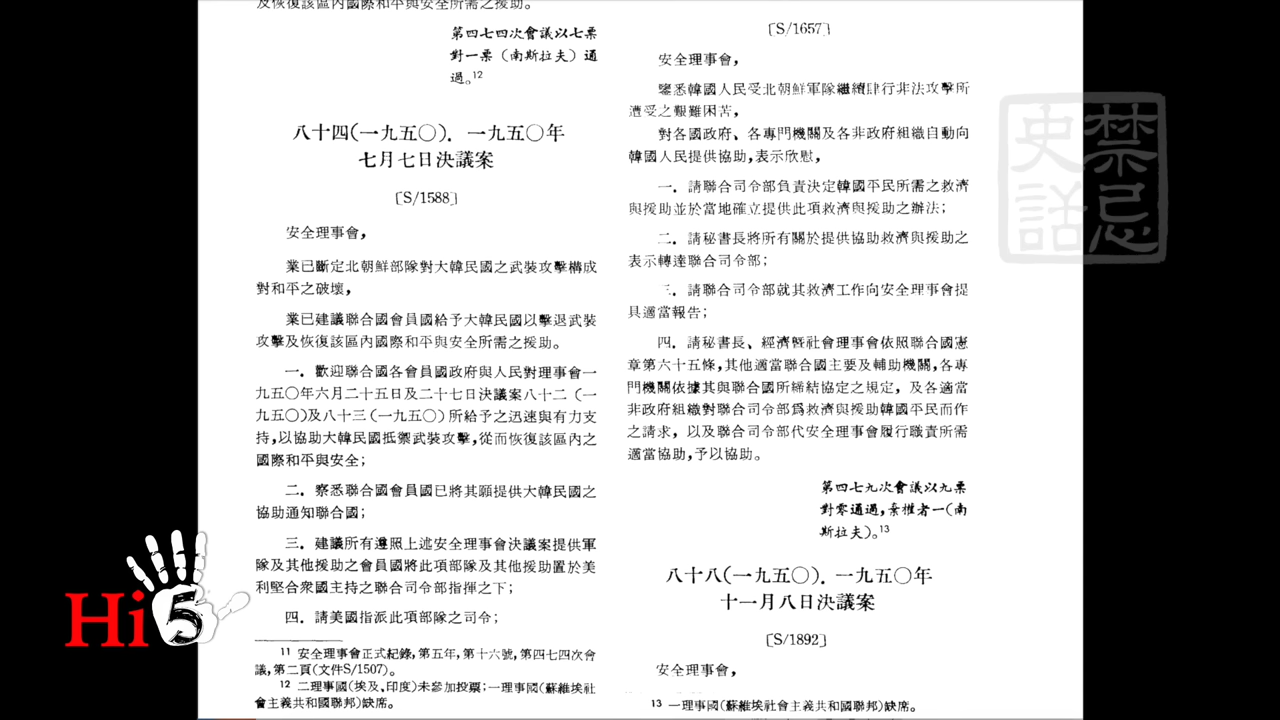 及恢復該區內國際和平與安全所需之援助。
第四七四次會議以七票
對一票（南斯拉夫）通
過。12
八十四(一九五〇). 一九五〇年
七月七日決議案
[S/1588]
安全理事會，
業已斷定北朝鮮部隊對大韓民國之武裝攻擊構成
對和平之破壞，
業已建議聯合國會員國給予大韓民國以擊退武裝
攻擊及恢復該區內國際和平與安全所需之援助。
一. 歡迎聯合國各會員國政府與人民對理事會一
九五〇年六月二十五日及二十七日決議案八十二（一
九五〇)及八十三（一九五〇）所給予之迅速與有力支
持，以協助大韓民國抵禦武裝攻擊，從而恢復該區內之
國際和平與安全；
二. 察悉聯合國會員國已將其願提供大韓民國之
協助通知聯合國；
三. 建議所有遵照上述安全理事會決議案提供軍
隊及其他援助之會員國將此項部隊及其他援助置於美
利堅合衆國主持之聯合司令部指揮之下；
四. 請美國指派此項部隊之司令；
11 安全理事會正式紀錄，第五年，第十六號，第四七四次會
議，第二頁(文件S/1507)。
12 二理事國(埃及、印度)未參加投票；一理事國(蘇維埃社
會主義共和國聯邦)缺席。
[S/1657]
安全理事會，
鑒悉韓國人民受北朝鮮軍隊繼續肆行非法攻擊所
遭受之艱難困苦，
對各國政府、各專門機關及各非政府組織自動向
韓國人民提供協助，表示欣慰，
一. 請聯合司令部負責決定韓國平民所需之救濟
與援助並於當地確立提供此項救濟與援助之辦法；
二. 請秘書長將所有關於提供協助救濟與援助之
表示轉達聯合司令部；
三. 請聯合司令部就其救濟工作向安全理事會提
具適當報告；
四. 請秘書長、經濟暨社會理事會依照聯合國憲
章第六十五條，其他適當聯合國主要及輔助機關，各專
門機關依據其與聯合國所締結協定之規定，及各適當
非政府組織對聯合司令部爲救濟與援助韓國平民而作
之請求，以及聯合司令部代安全理事會履行職責所需
適當協助，予以協助。
第四七九次會議以九票
對零通過，棄權者一(南
斯拉夫)。13
八十八(一九五〇). 一九五〇年
十一月八日決議案
[S/1892]
安全理事會，
13 一理事國(蘇維埃社會主義共和國聯邦)缺席。
禁忌
史話
Hi 5